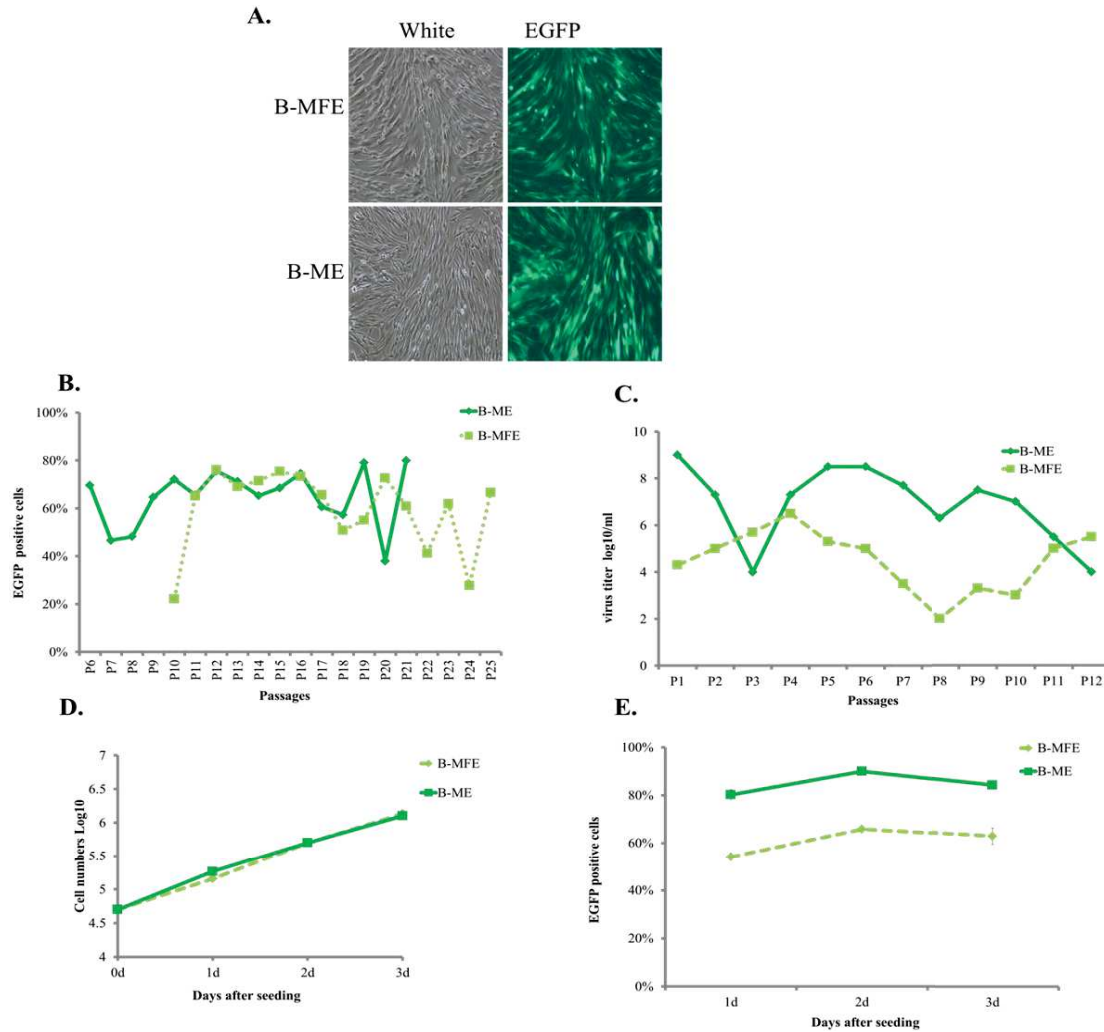 A.
White EGFP
B-MFE
B-ME
B.
100%
80%
60%
40%
20%
0%
EGFP positive cells
P6 P7 P8 P9 P10 P11 P12 P13 P14 P15 P16 P17 P18 P19 P20 P21 P22 P23 P24 P25
Passages
B-ME
B-MFE
C.
10
8
6
4
2
0
virus titer log10/ml
P1 P2 P3 P4 P5 P6 P7 P8 P9 P10 P11 P12
Passages
B-ME
B-MFE
D.
7
6.5
6
5.5
5
4.5
4
Cell numbers Log10
0d 1d 2d 3d
Days after seeding
B-MFE
B-ME
E.
100%
80%
60%
40%
20%
0%
EGFP positive cells
1d 2d 3d
Days after seeding
B-MFE
B-ME